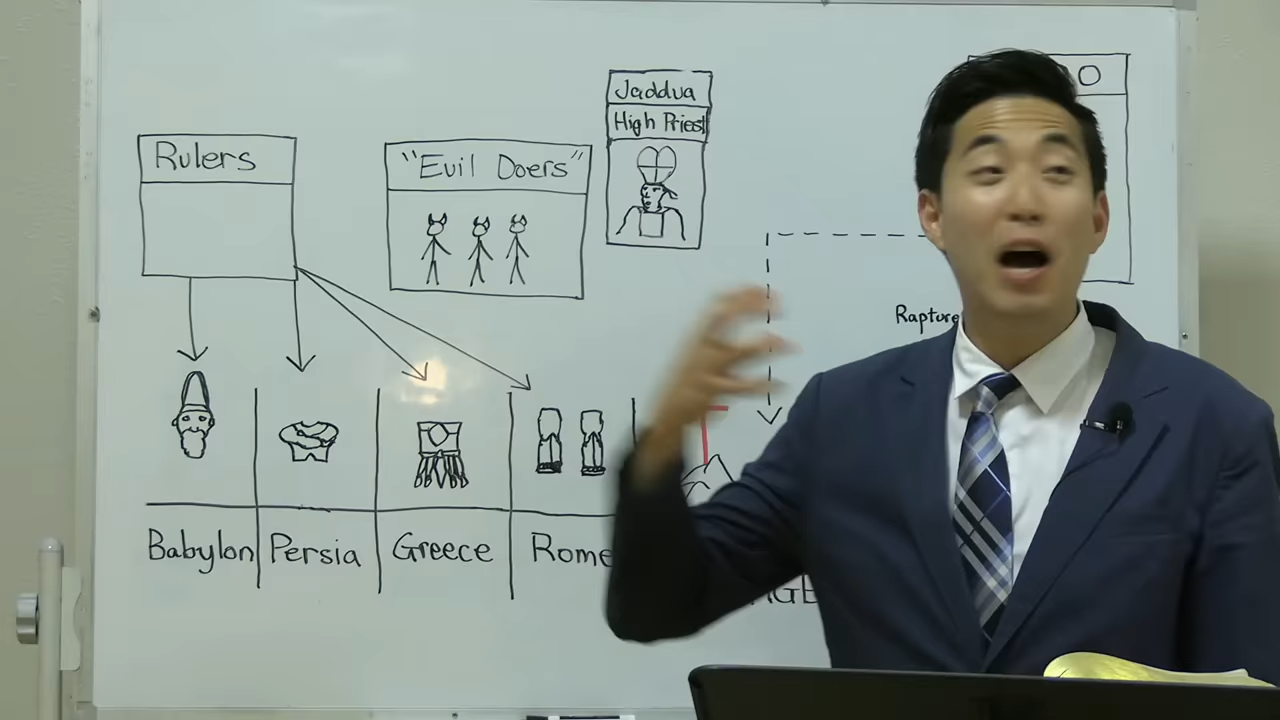 Jaddua
High Priest
Rulers
"Evil Doers"
Rapture
Babylon
Persia
Greece
Rome